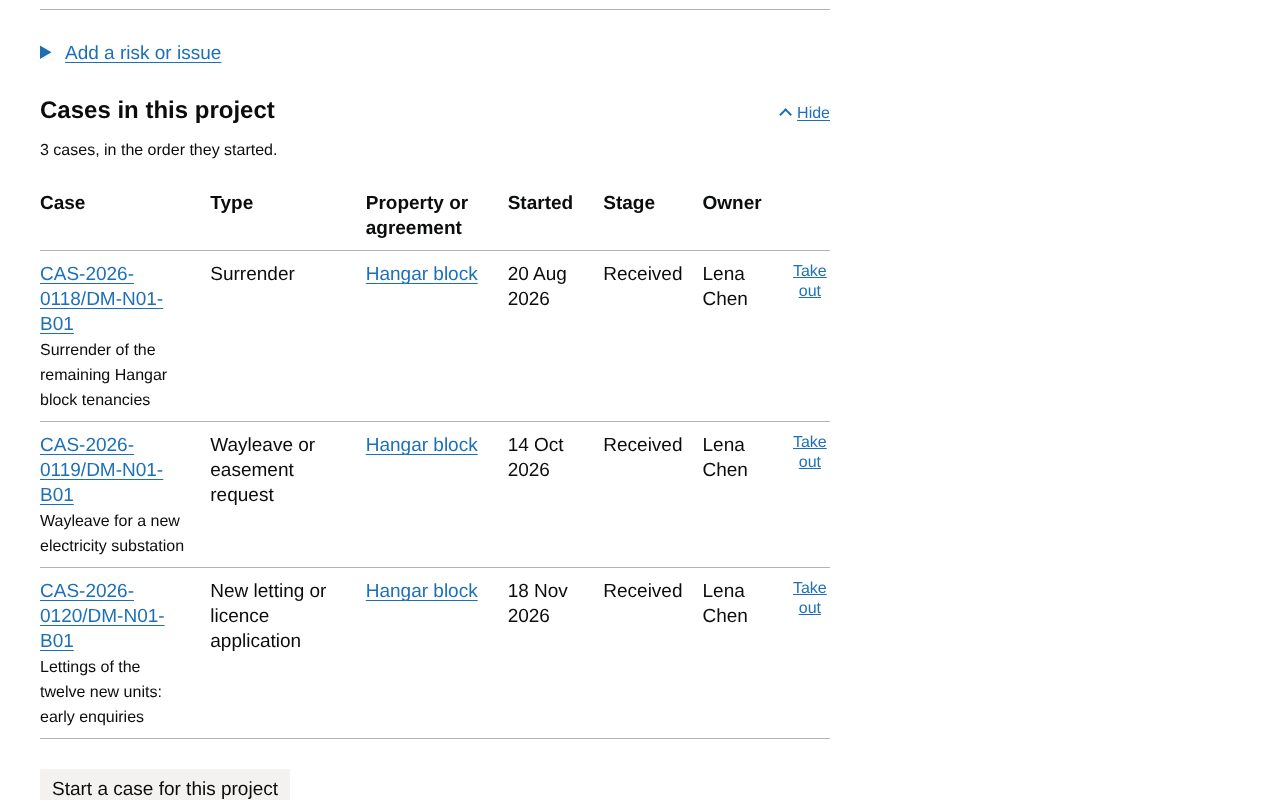 Add a risk or issue
Cases in this project
Hide
3 cases, in the order they started.
Case Type Property or agreement Started Stage Owner
CAS-2026-0118/DM-N01-B01 Surrender Hangar block 20 Aug 2026 Received Lena Chen Take out
Surrender of the remaining Hangar block tenancies
CAS-2026-0119/DM-N01-B01 Wayleave or easement request Hangar block 14 Oct 2026 Received Lena Chen Take out
Wayleave for a new electricity substation
CAS-2026-0120/DM-N01-B01 New letting or licence application Hangar block 18 Nov 2026 Received Lena Chen Take out
Lettings of the twelve new units: early enquiries
Start a case for this project